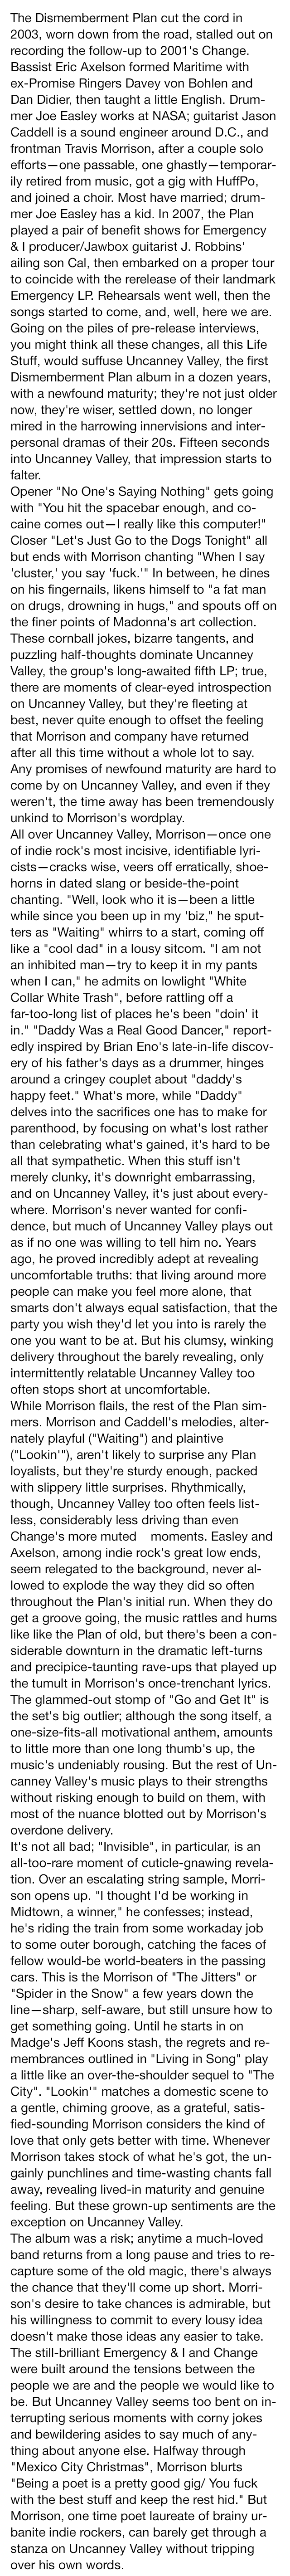 The Dismemberment Plan cut the cord in
2003, worn down from the road, stalled out on
recording the follow-up to 2001's Change.
Bassist Eric Axelson formed Maritime with
ex-Promise Ringers Davey von Bohlen and
Dan Didier, then taught a little English. Drum-
mer Joe Easley works at NASA; guitarist Jason
Caddell is a sound engineer around D.C., and
frontman Travis Morrison, after a couple solo
efforts—one passable, one ghastly—temporar-
ily retired from music, got a gig with HuffPo,
and joined a choir. Most have married; drum-
mer Joe Easley has a kid. In 2007, the Plan
played a pair of benefit shows for Emergency
& I producer/Jawbox guitarist J. Robbins'
ailing son Cal, then embarked on a proper tour
to coincide with the rerelease of their landmark
Emergency LP. Rehearsals went well, then the
songs started to come, and, well, here we are.
Going on the piles of pre-release interviews,
you might think all these changes, all this Life
Stuff, would suffuse Uncanney Valley, the first
Dismemberment Plan album in a dozen years,
with a newfound maturity; they're not just older
now, they're wiser, settled down, no longer
mired in the harrowing innervisions and inter-
personal dramas of their 20s. Fifteen seconds
into Uncanney Valley, that impression starts to
falter.
Opener "No One's Saying Nothing" gets going
with "You hit the spacebar enough, and co-
caine comes out—I really like this computer!"
Closer "Let's Just Go to the Dogs Tonight" all
but ends with Morrison chanting "When I say
'cluster,' you say 'fuck.'" In between, he dines
on his fingernails, likens himself to "a fat man
on drugs, drowning in hugs," and spouts off on
the finer points of Madonna's art collection.
These cornball jokes, bizarre tangents, and
puzzling half-thoughts dominate Uncanney
Valley, the group's long-awaited fifth LP; true,
there are moments of clear-eyed introspection
on Uncanney Valley, but they're fleeting at
best, never quite enough to offset the feeling
that Morrison and company have returned
after all this time without a whole lot to say.
Any promises of newfound maturity are hard to
come by on Uncanney Valley, and even if they
weren't, the time away has been tremendously
unkind to Morrison's wordplay.
All over Uncanney Valley, Morrison—once one
of indie rock's most incisive, identifiable lyri-
cists—cracks wise, veers off erratically, shoe-
horns in dated slang or beside-the-point
chanting. "Well, look who it is—been a little
while since you been up in my 'biz," he sput-
ters as "Waiting" whirrs to a start, coming off
like a "cool dad" in a lousy sitcom. "I am not
an inhibited man—try to keep it in my pants
when I can," he admits on lowlight "White
Collar White Trash", before rattling off a
far-too-long list of places he's been "doin' it
in." "Daddy Was a Real Good Dancer," report-
edly inspired by Brian Eno's late-in-life discov-
ery of his father's days as a drummer, hinges
around a cringey couplet about "daddy's
happy feet." What's more, while "Daddy"
delves into the sacrifices one has to make for
parenthood, by focusing on what's lost rather
than celebrating what's gained, it's hard to be
all that sympathetic. When this stuff isn't
merely clunky, it's downright embarrassing,
and on Uncanney Valley, it's just about every-
where. Morrison's never wanted for confi-
dence, but much of Uncanney Valley plays out
as if no one was willing to tell him no. Years
ago, he proved incredibly adept at revealing
uncomfortable truths: that living around more
people can make you feel more alone, that
smarts don't always equal satisfaction, that the
party you wish they'd let you into is rarely the
one you want to be at. But his clumsy, winking
delivery throughout the barely revealing, only
intermittently relatable Uncanney Valley too
often stops short at uncomfortable.
While Morrison flails, the rest of the Plan sim-
mers. Morrison and Caddell's melodies, alter-
nately playful ("Waiting") and plaintive
("Lookin'"), aren't likely to surprise any Plan
loyalists, but they're sturdy enough, packed
with slippery little surprises. Rhythmically,
though, Uncanney Valley too often feels list-
less, considerably less driving than even
Change's more muted moments. Easley and
Axelson, among indie rock's great low ends,
seem relegated to the background, never al-
lowed to explode the way they did so often
throughout the Plan's initial run. When they do
get a groove going, the music rattles and hums
like like the Plan of old, but there's been a con-
siderable downturn in the dramatic left-turns
and precipice-taunting rave-ups that played up
the tumult in Morrison's once-trenchant lyrics.
The glammed-out stomp of "Go and Get It" is
the set's big outlier; although the song itself, a
one-size-fits-all motivational anthem, amounts
to little more than one long thumb's up, the
music's undeniably rousing. But the rest of Un-
canney Valley's music plays to their strengths
without risking enough to build on them, with
most of the nuance blotted out by Morrison's
overdone delivery.
It's not all bad; "Invisible", in particular, is an
all-too-rare moment of cuticle-gnawing revela-
tion. Over an escalating string sample, Morri-
son opens up. "I thought I'd be working in
Midtown, a winner," he confesses; instead,
he's riding the train from some workaday job
to some outer borough, catching the faces of
fellow would-be world-beaters in the passing
cars. This is the Morrison of "The Jitters" or
"Spider in the Snow" a few years down the
line—sharp, self-aware, but still unsure how to
get something going. Until he starts in on
Madge's Jeff Koons stash, the regrets and re-
membrances outlined in "Living in Song" play
a little like an over-the-shoulder sequel to "The
City". "Lookin'" matches a domestic scene to
a gentle, chiming groove, as a grateful, satis-
fied-sounding Morrison considers the kind of
love that only gets better with time. Whenever
Morrison takes stock of what he's got, the un-
gainly punchlines and time-wasting chants fall
away, revealing lived-in maturity and genuine
feeling. But these grown-up sentiments are the
exception on Uncanney Valley.
The album was a risk; anytime a much-loved
band returns from a long pause and tries to re-
capture some of the old magic, there's always
the chance that they'll come up short. Morri-
son's desire to take chances is admirable, but
his willingness to commit to every lousy idea
doesn't make those ideas any easier to take.
The still-brilliant Emergency & I and Change
were built around the tensions between the
people we are and the people we would like to
be. But Uncanney Valley seems too bent on in-
terrupting serious moments with corny jokes
and bewildering asides to say much of any-
thing about anyone else. Halfway through
"Mexico City Christmas", Morrison blurts
"Being a poet is a pretty good gig/ You fuck
with the best stuff and keep the rest hid." But
Morrison, one time poet laureate of brainy ur-
banite indie rockers, can barely get through a
stanza on Uncanney Valley without tripping
over his own words.